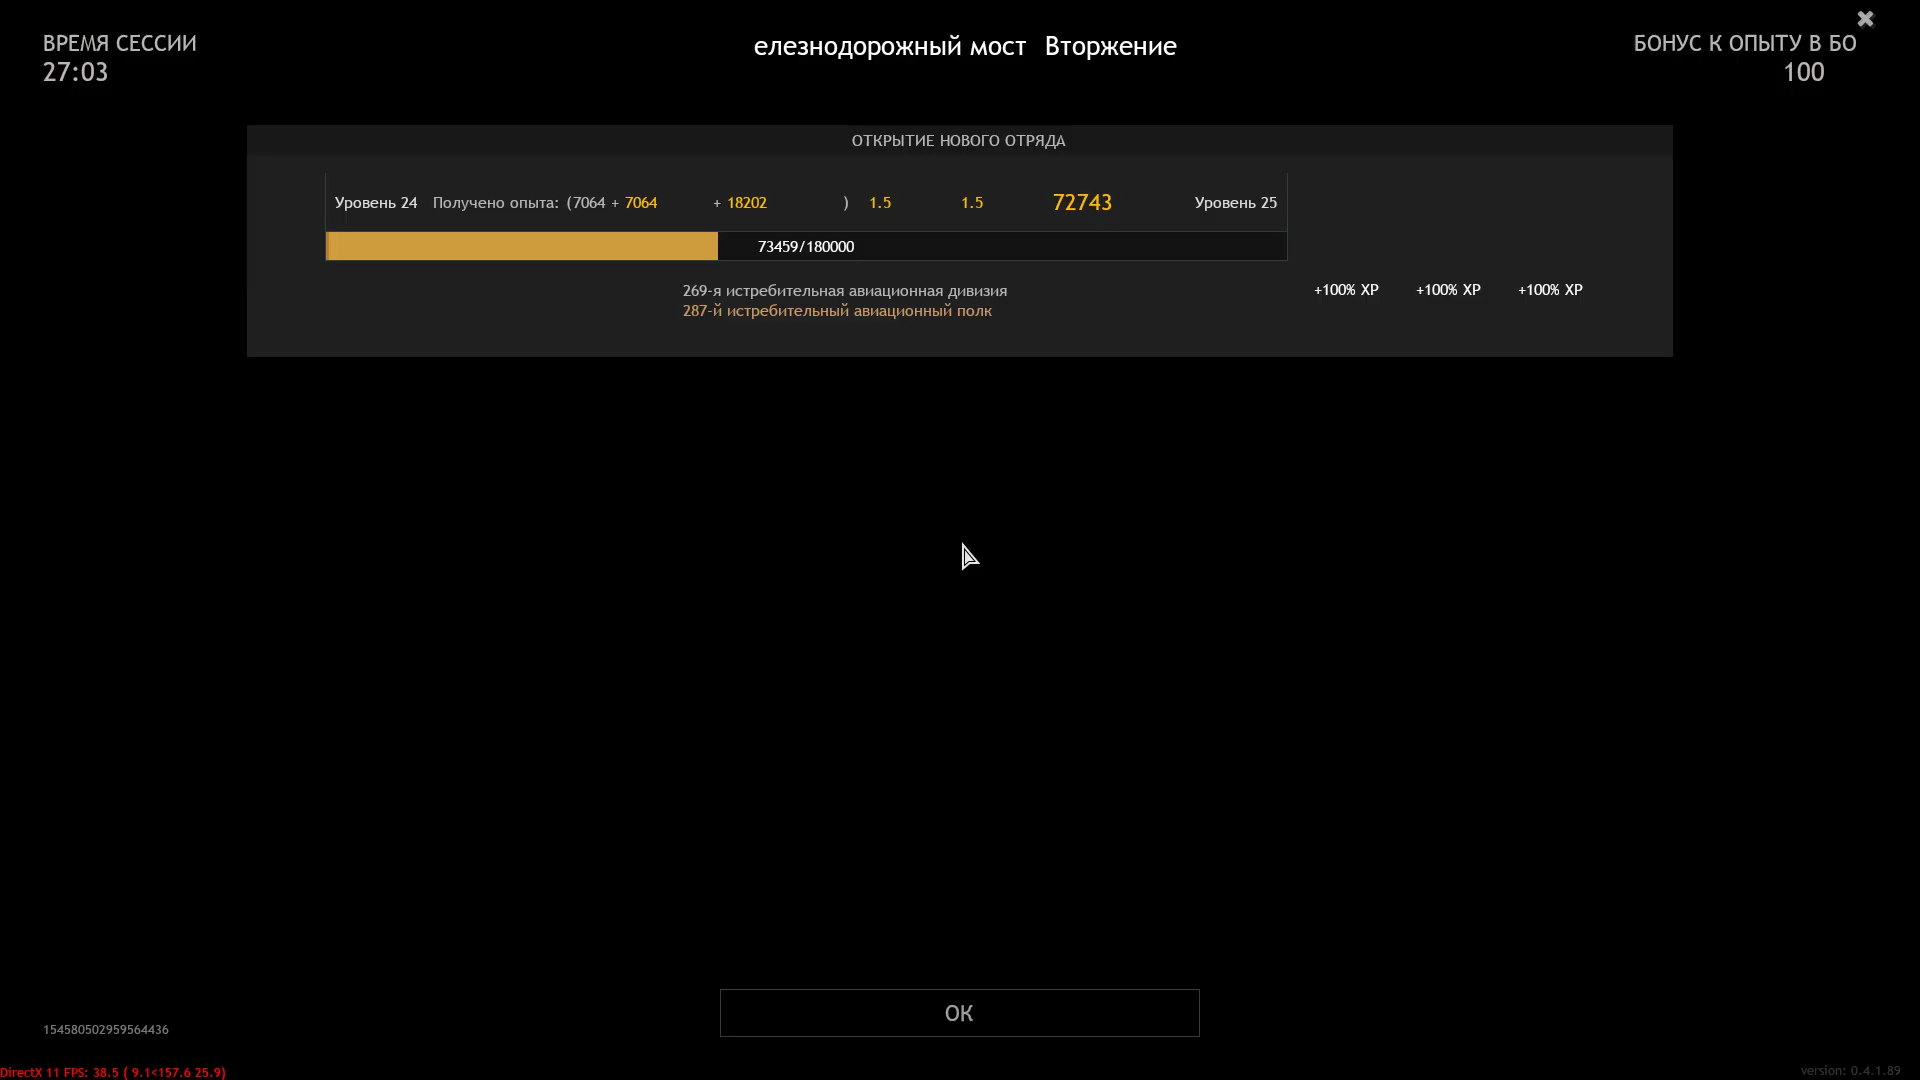 ВРЕМЯ СЕССИИ
27:03
елезнодорожный мост Вторжение
БОНУС К ОПЫТУ В БО
100
ОТКРЫТИЕ НОВОГО ОТРЯДА
Уровень 24 Получено опыта: (7064 + 7064 + 18202 ) 1.5 1.5 72743 Уровень 25
73459/180000
269-я истребительная авиационная дивизия
287-й истребительный авиационный полк
+100% XP +100% XP +100% XP
OK
154580502959564436
DirectX 11 FPS: 38.5 ( 9.1<157.6 25.9)
version: 0.4.1.89